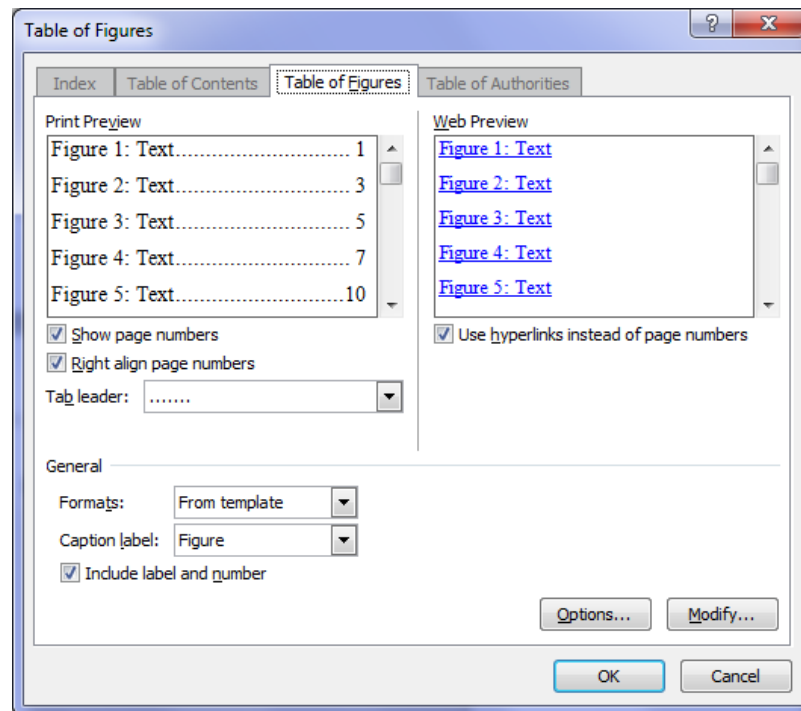 Table of Figures
Index
Table of Contents
Table of Figures
Table of Authorities
Print Preview
Figure 1: Text............................. 1
Figure 2: Text............................. 3
Figure 3: Text............................. 5
Figure 4: Text............................. 7
Figure 5: Text............................10
Show page numbers
Right align page numbers
Tab leader:
.......
Web Preview
Figure 1: Text
Figure 2: Text
Figure 3: Text
Figure 4: Text
Figure 5: Text
Use hyperlinks instead of page numbers
General
Formats:
From template
Caption label:
Figure
Include label and number
Options...
Modify...
OK
Cancel